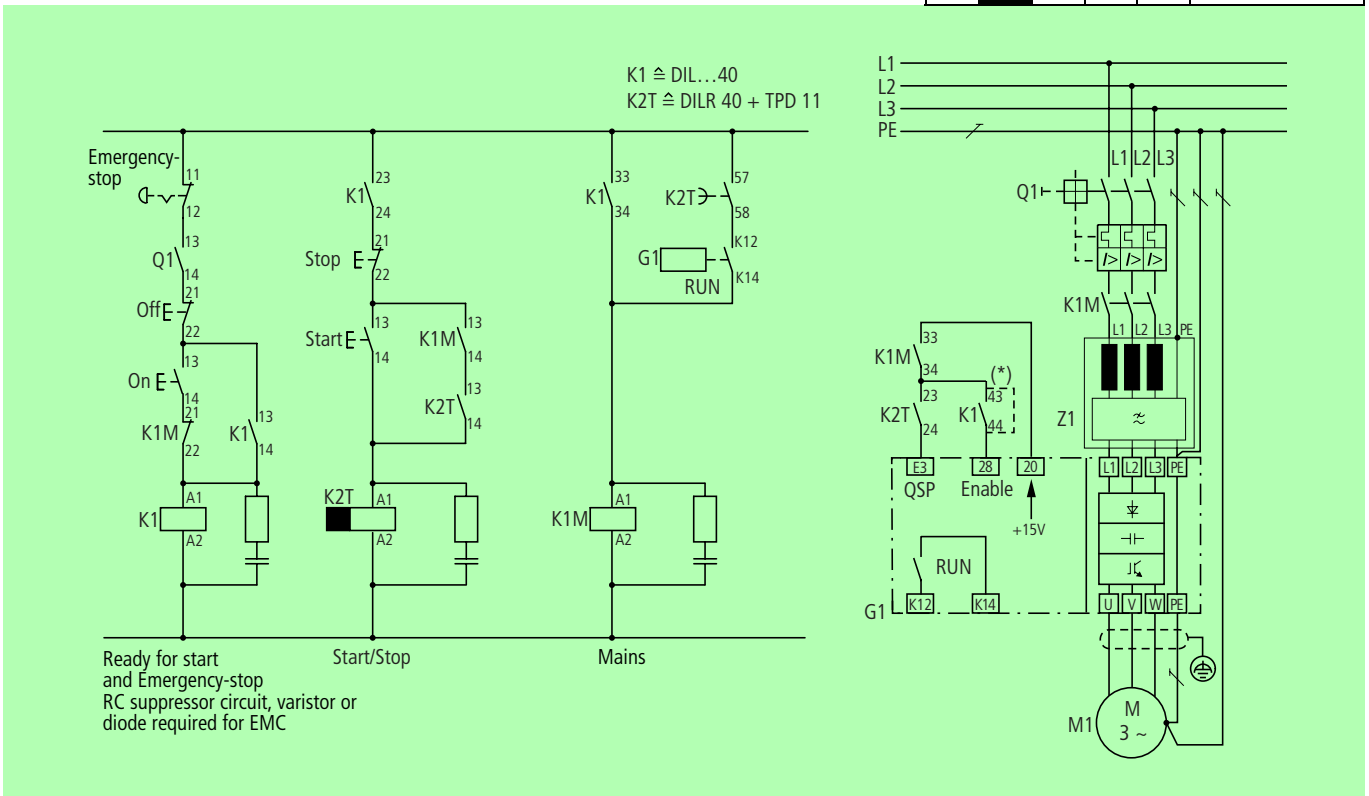 K1 ≙ DIL…40
K2T ≙ DILR 40 + TPD 11
Emergency-
stop
11
12
Q1
13
14
Off
21
22
On
13
14
K1M
21
22
K1
13
14
K1
A1
A2
K1
23
24
Stop
21
22
Start
13
14
K1M
13
14
K2T
13
14
K2T
A1
A2
K1
33
34
K2T
57
58
G1
K12
K14
RUN
K1M
A1
A2
Ready for start
and Emergency-stop
RC suppressor circuit, varistor or
diode required for EMC
Start/Stop
Mains
L1
L2
L3
PE
L1 L2 L3
Q1
I> I> I>
K1M
L1 L2 L3 PE
Z1
K1M
33
34
(*)
K2T
23
24
K1
43
44
E3 28 20
QSP Enable
+15V
L1 L2 L3 PE
RUN
K12 K14
G1
U V W PE
M1
M
3 ~